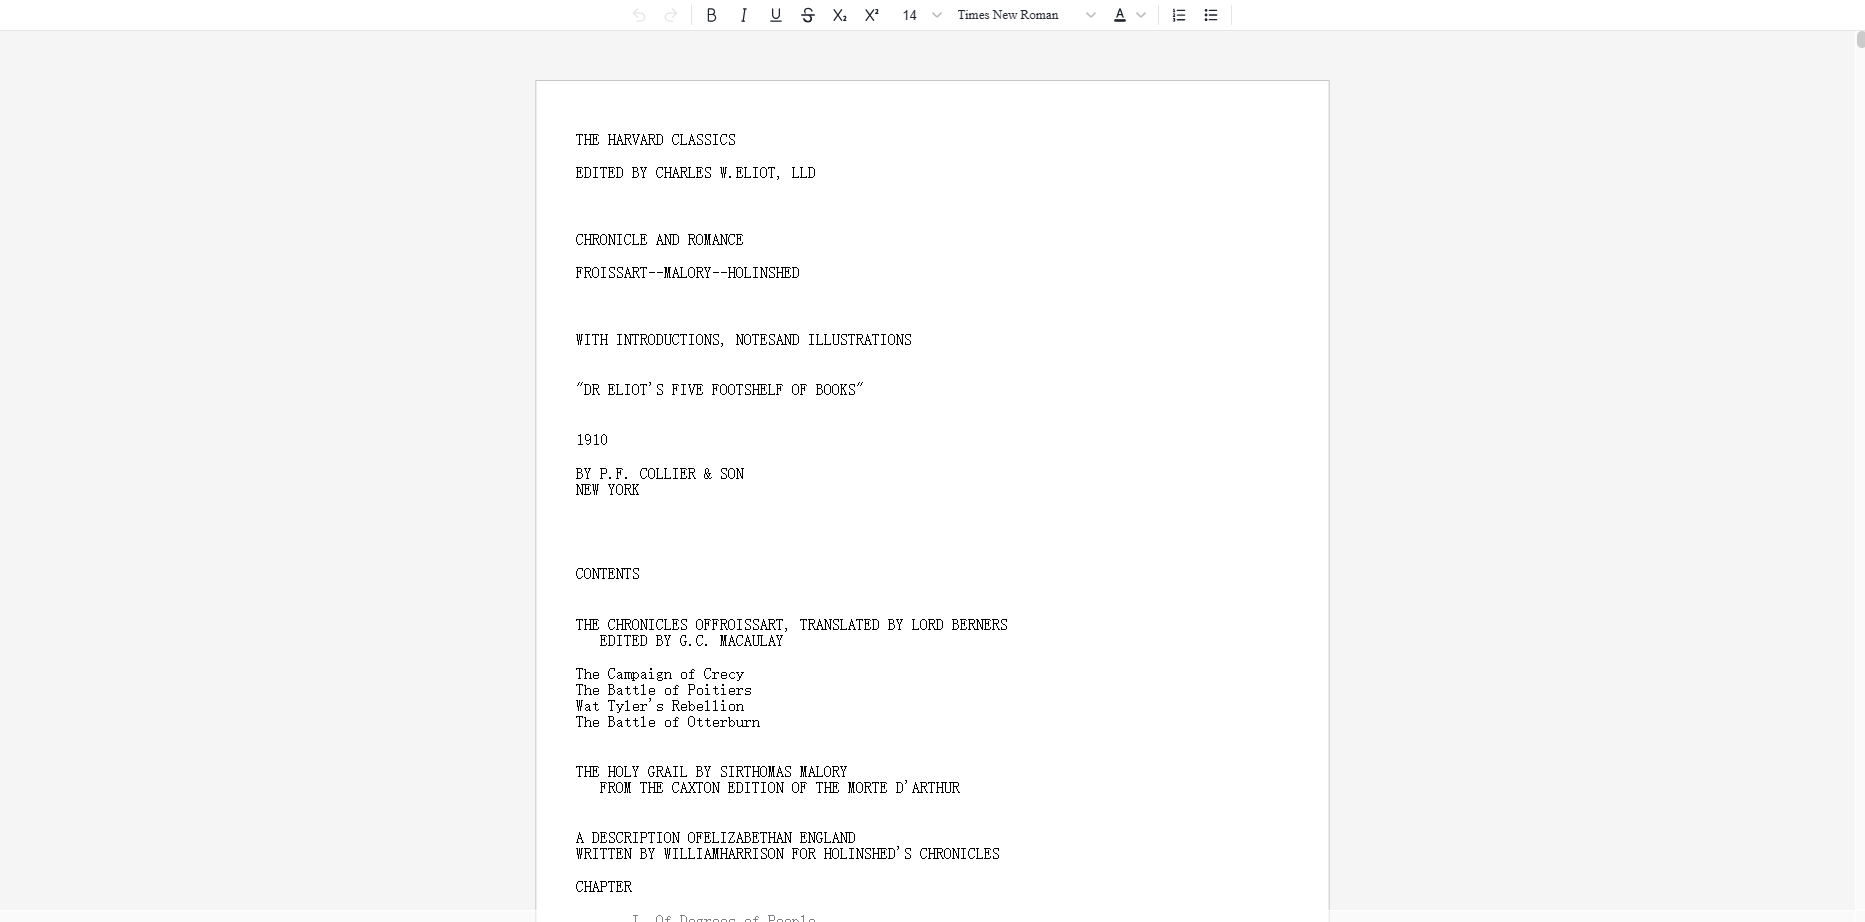 B I U S X₂ X² 14 Times New Roman A
THE HARVARD CLASSICS
EDITED BY CHARLES W.ELIOT, LLD
CHRONICLE AND ROMANCE
FROISSART--MALORY--HOLINSHED
WITH INTRODUCTIONS, NOTESAND ILLUSTRATIONS
"DR ELIOT'S FIVE FOOTSHELF OF BOOKS"
1910
BY P.F. COLLIER & SON
NEW YORK
CONTENTS
THE CHRONICLES OFFROISSART, TRANSLATED BY LORD BERNERS
EDITED BY G.C. MACAULAY
The Campaign of Crecy
The Battle of Poitiers
Wat Tyler's Rebellion
The Battle of Otterburn
THE HOLY GRAIL BY SIRTHOMAS MALORY
FROM THE CAXTON EDITION OF THE MORTE D'ARTHUR
A DESCRIPTION OFELIZABETHAN ENGLAND
WRITTEN BY WILLIAMHARRISON FOR HOLINSHED'S CHRONICLES
CHAPTER
I. Of Degrees of People